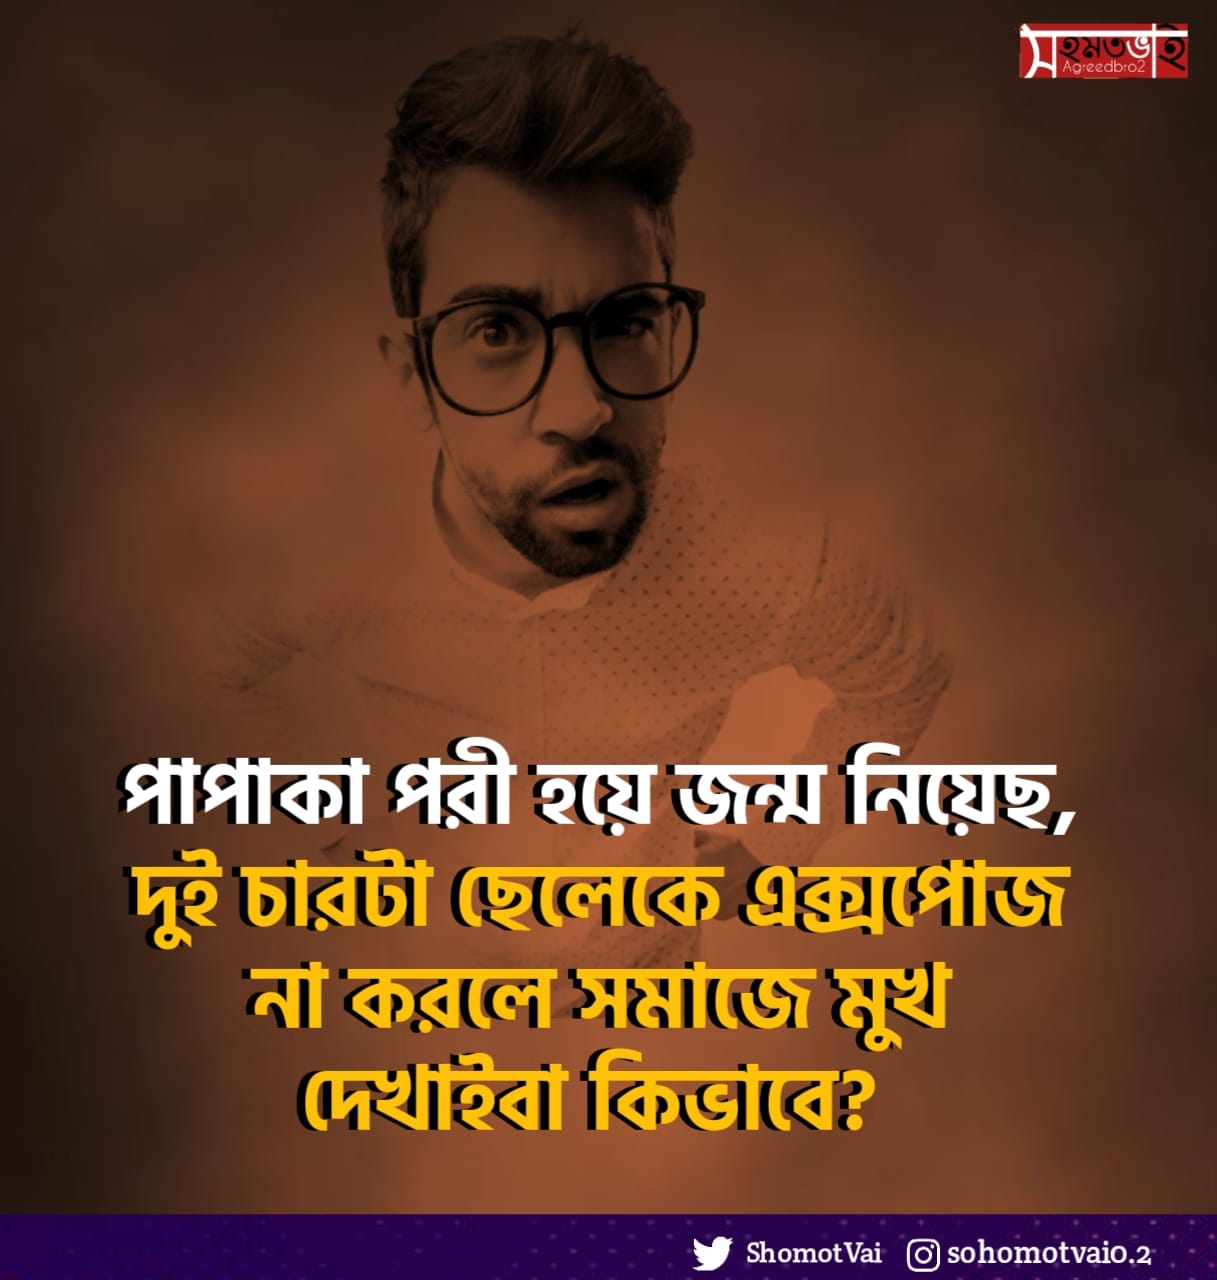 সহমতভাই
Agreedbro2
পাপাকা পরী হয়ে জন্ম নিয়েছ,
দুই চারটা ছেলেকে এক্সপোজ
না করলে সমাজে মুখ
দেখাইবা কিভাবে?
ShomotVai sohomotvaio.2